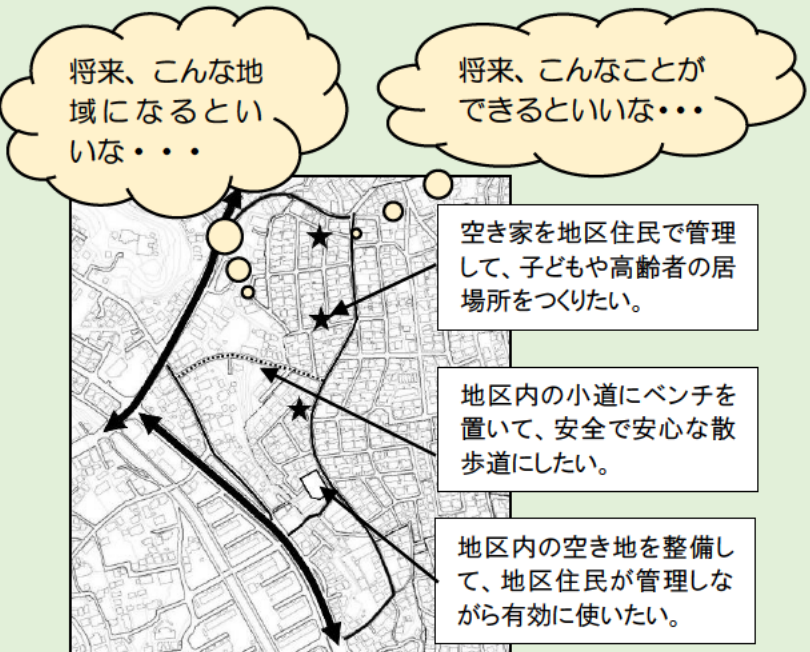 将来、こんな地
域になるとい
いな・・・
将来、こんなことが
できるといいな・・・
空き家を地区住民で管理
して、子どもや高齢者の居
場所をつくりたい。
地区内の小道にベンチを
置いて、安全で安心な散
歩道にしたい。
地区内の空き地を整備し
て、地区住民が管理しな
がら有効に使いたい。